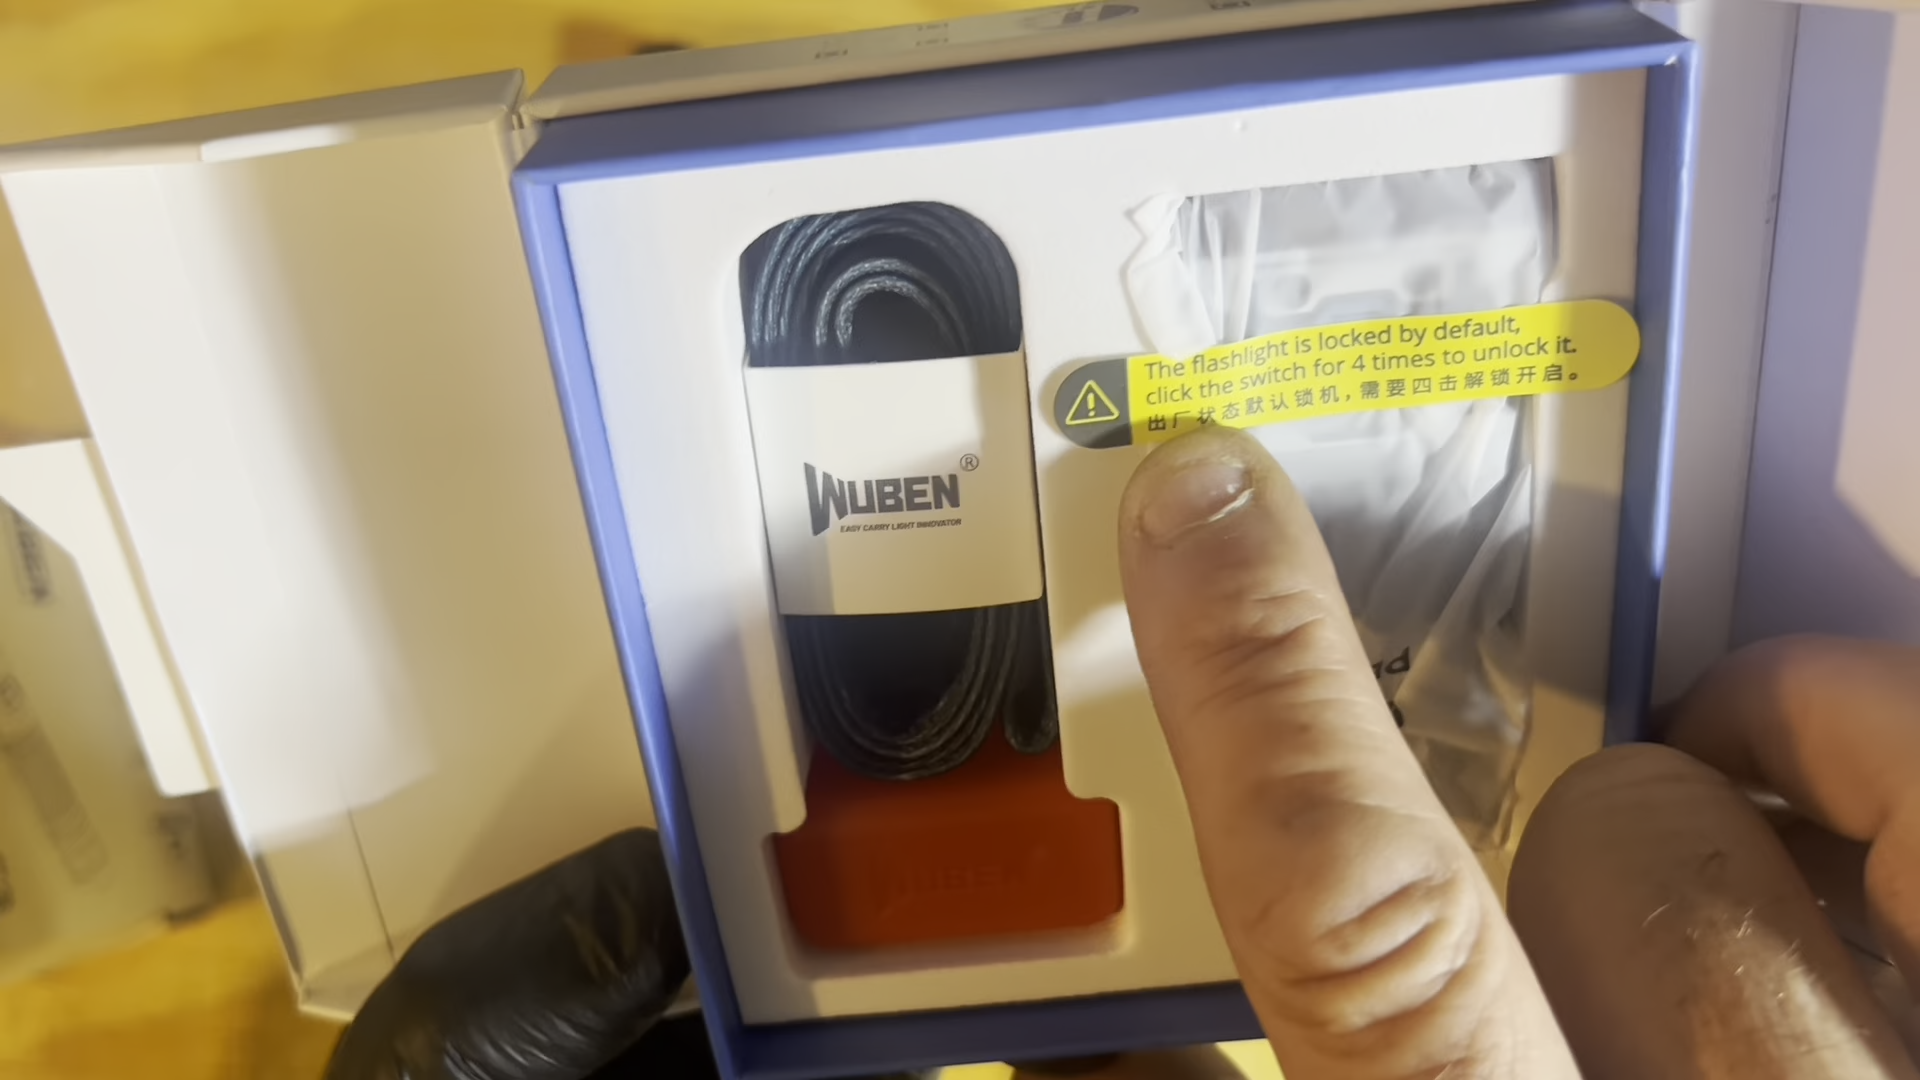 WUBEN®
EASY CARRY LIGHT INNOVATOR
The flashlight is locked by default,
click the switch for 4 times to unlock it.
出厂状态默认锁机，需要四击解锁开启。
WUBEN